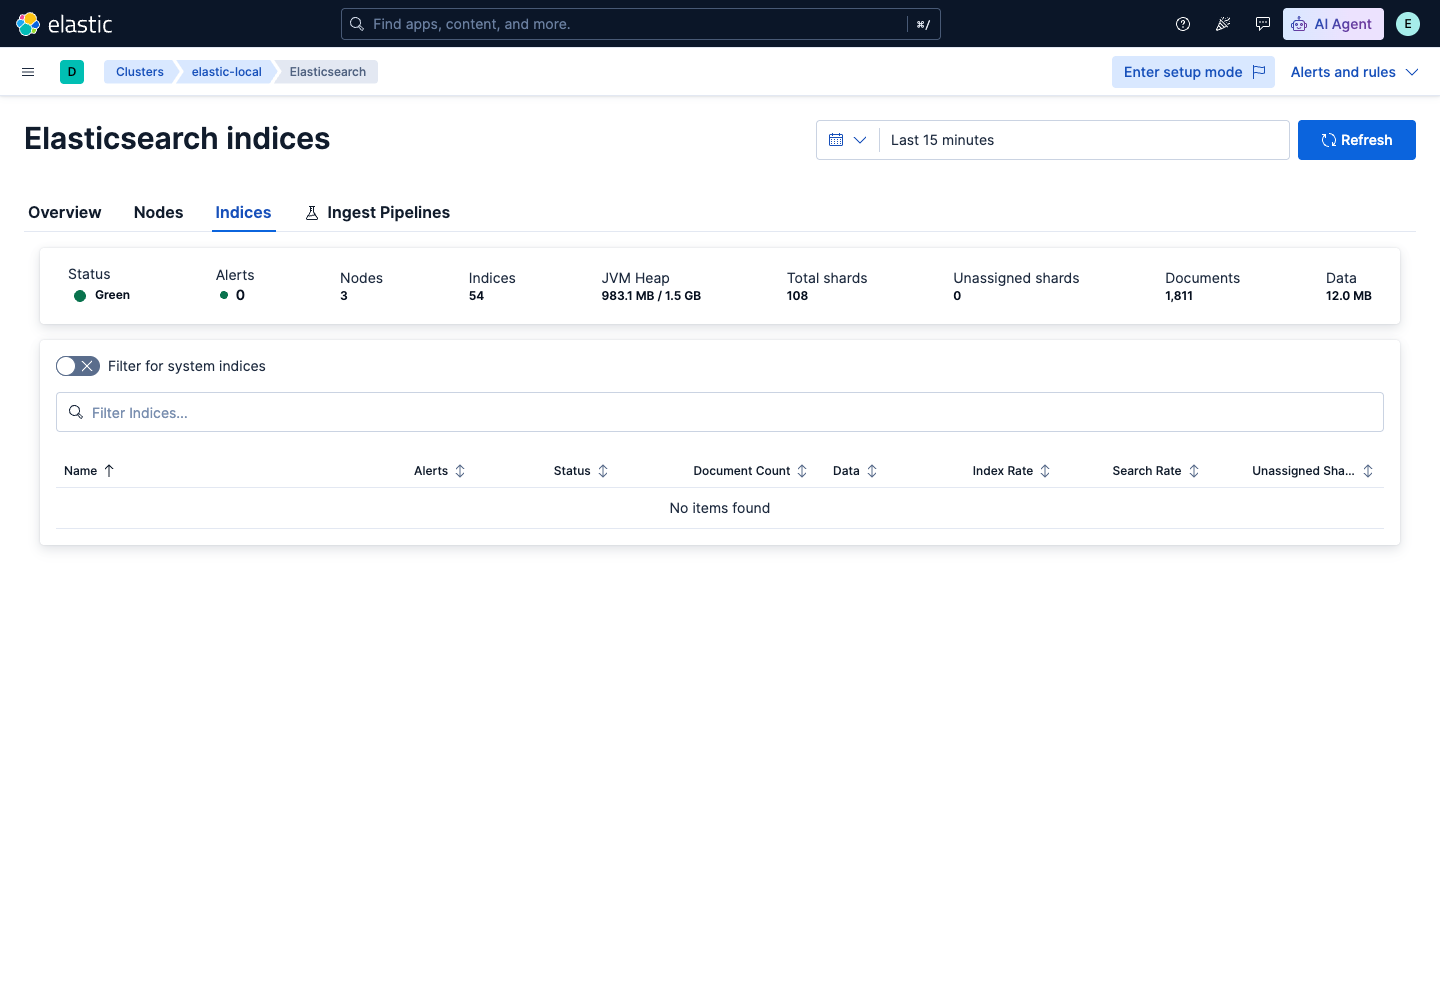 elastic
Find apps, content, and more.
⌘/
AI Agent
E
D
Clusters
elastic-local
Elasticsearch
Enter setup mode
Alerts and rules
Elasticsearch indices
Last 15 minutes
Refresh
Overview
Nodes
Indices
Ingest Pipelines
Status
Green
Alerts
0
Nodes
3
Indices
54
JVM Heap
983.1 MB / 1.5 GB
Total shards
108
Unassigned shards
0
Documents
1,811
Data
12.0 MB
Filter for system indices
Filter Indices...
Name
Alerts
Status
Document Count
Data
Index Rate
Search Rate
Unassigned Sha...
No items found